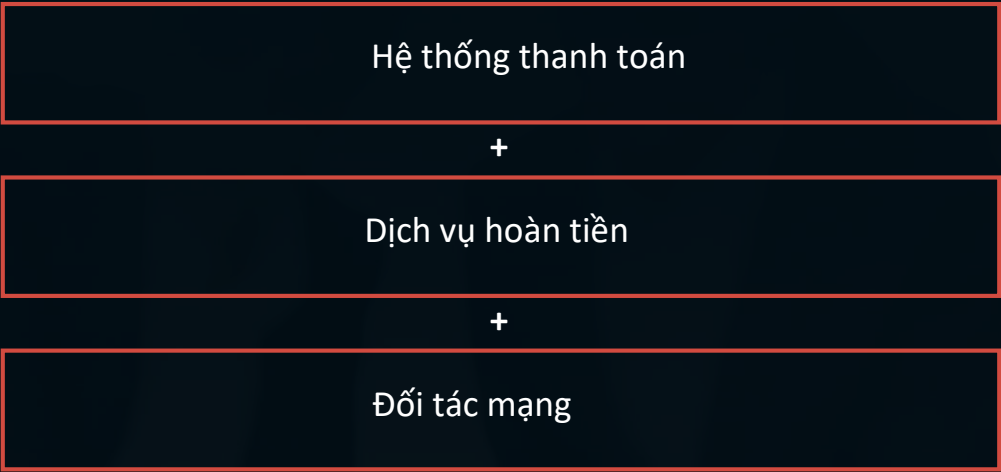 Hệ thống thanh toán
+
Dịch vụ hoàn tiền
+
Đối tác mạng